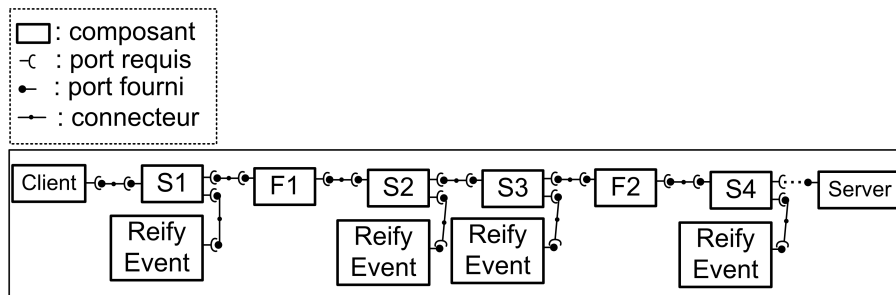 : composant
: port requis
: port fourni
: connecteur
Client
S1
F1
S2
S3
F2
S4
Server
Reify
Event
Reify
Event
Reify
Event
Reify
Event